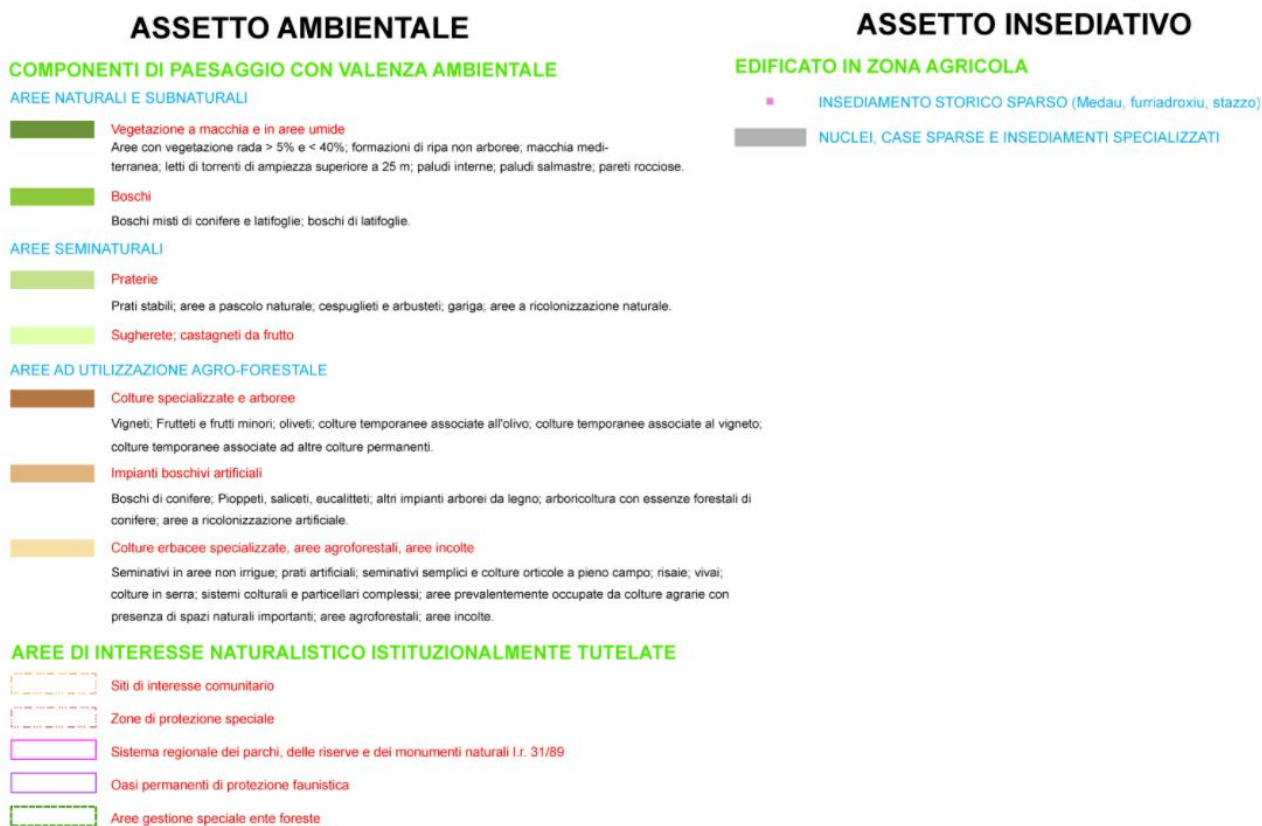 ASSETTO AMBIENTALE
COMPONENTI DI PAESAGGIO CON VALENZA AMBIENTALE
AREE NATURALI E SUBNATURALI
Vegetazione a macchia e in aree umide
Aree con vegetazione rada > 5% e < 40%; formazioni di ripa non arboree; macchia medi-
terranea; letti di torrenti di ampiezza superiore a 25 m; paludi interne; paludi salmastre; pareti rocciose.
Boschi
Boschi misti di conifere e latifoglie; boschi di latifoglie.
AREE SEMINATURALI
Praterie
Prati stabili; aree a pascolo naturale; cespuglieti e arbusteti; gariga; aree a ricolonizzazione naturale.
Sugherete; castagneti da frutto
AREE AD UTILIZZAZIONE AGRO-FORESTALE
Colture specializzate e arboree
Vigneti; Frutteti e frutti minori; oliveti; colture temporanee associate all'olivo; colture temporanee associate al vigneto;
colture temporanee associate ad altre colture permanenti.
Impianti boschivi artificiali
Boschi di conifere; Pioppeti, saliceti, eucalitteti; altri impianti arborei da legno; arboricoltura con essenze forestali di
conifere; aree a ricolonizzazione artificiale.
Colture erbacee specializzate, aree agroforestali, aree incolte
Seminativi in aree non irrigue; prati artificiali; seminativi semplici e colture orticole a pieno campo; risaie; vivai;
colture in serra; sistemi colturali e particellari complessi; aree prevalentemente occupate da colture agrarie con
presenza di spazi naturali importanti; aree agroforestali; aree incolte.
AREE DI INTERESSE NATURALISTICO ISTITUZIONALMENTE TUTELATE
Siti di interesse comunitario
Zone di protezione speciale
Sistema regionale dei parchi, delle riserve e dei monumenti naturali l.r. 31/89
Oasi permanenti di protezione faunistica
Aree gestione speciale ente foreste
ASSETTO INSEDIATIVO
EDIFICATO IN ZONA AGRICOLA
INSEDIAMENTO STORICO SPARSO (Medau, furriadroxiu, stazzo)
NUCLEI, CASE SPARSE E INSEDIAMENTI SPECIALIZZATI